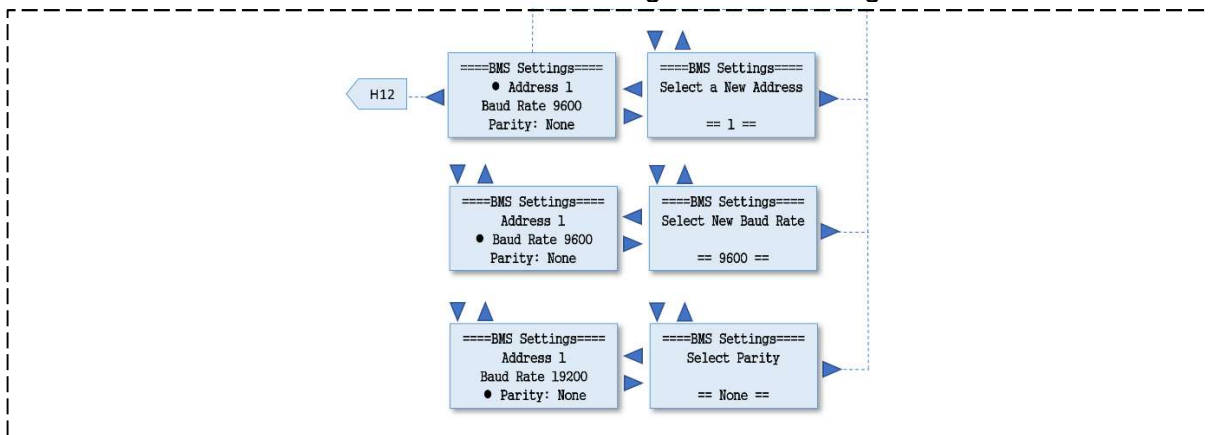 H12
====BMS Settings====
● Address 1
Baud Rate 9600
Parity: None
====BMS Settings====
Select a New Address
== 1 ==
====BMS Settings====
Address 1
● Baud Rate 9600
Parity: None
====BMS Settings====
Select New Baud Rate
== 9600 ==
====BMS Settings====
Address 1
Baud Rate 19200
● Parity: None
====BMS Settings====
Select Parity
== None ==